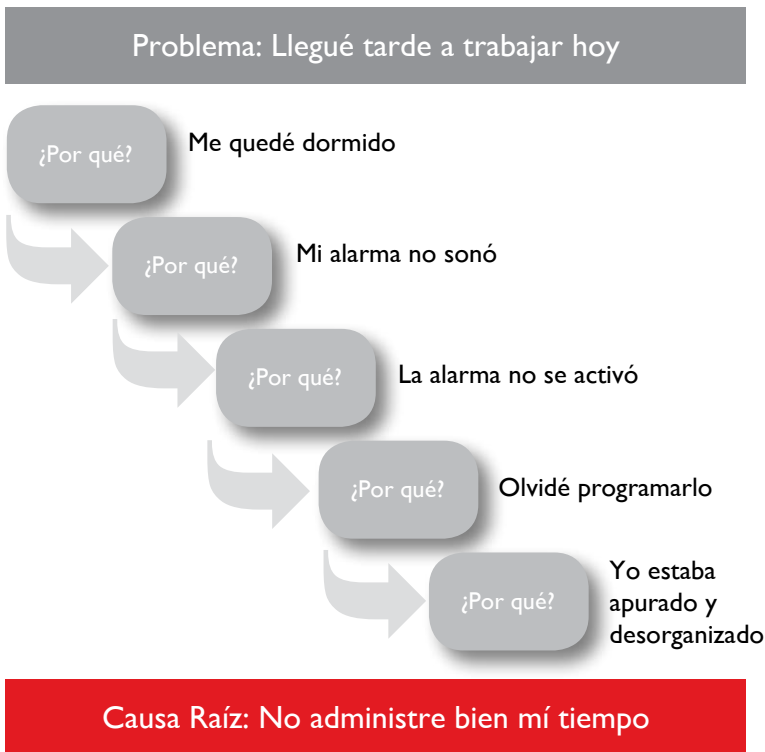 Problema: Llegué tarde a trabajar hoy
¿Por qué?
Me quedé dormido
¿Por qué?
Mi alarma no sonó
¿Por qué?
La alarma no se activó
¿Por qué?
Olvidé programarlo
¿Por qué?
Yo estaba
apurado y
desorganizado
Causa Raíz: No administre bien mí tiempo